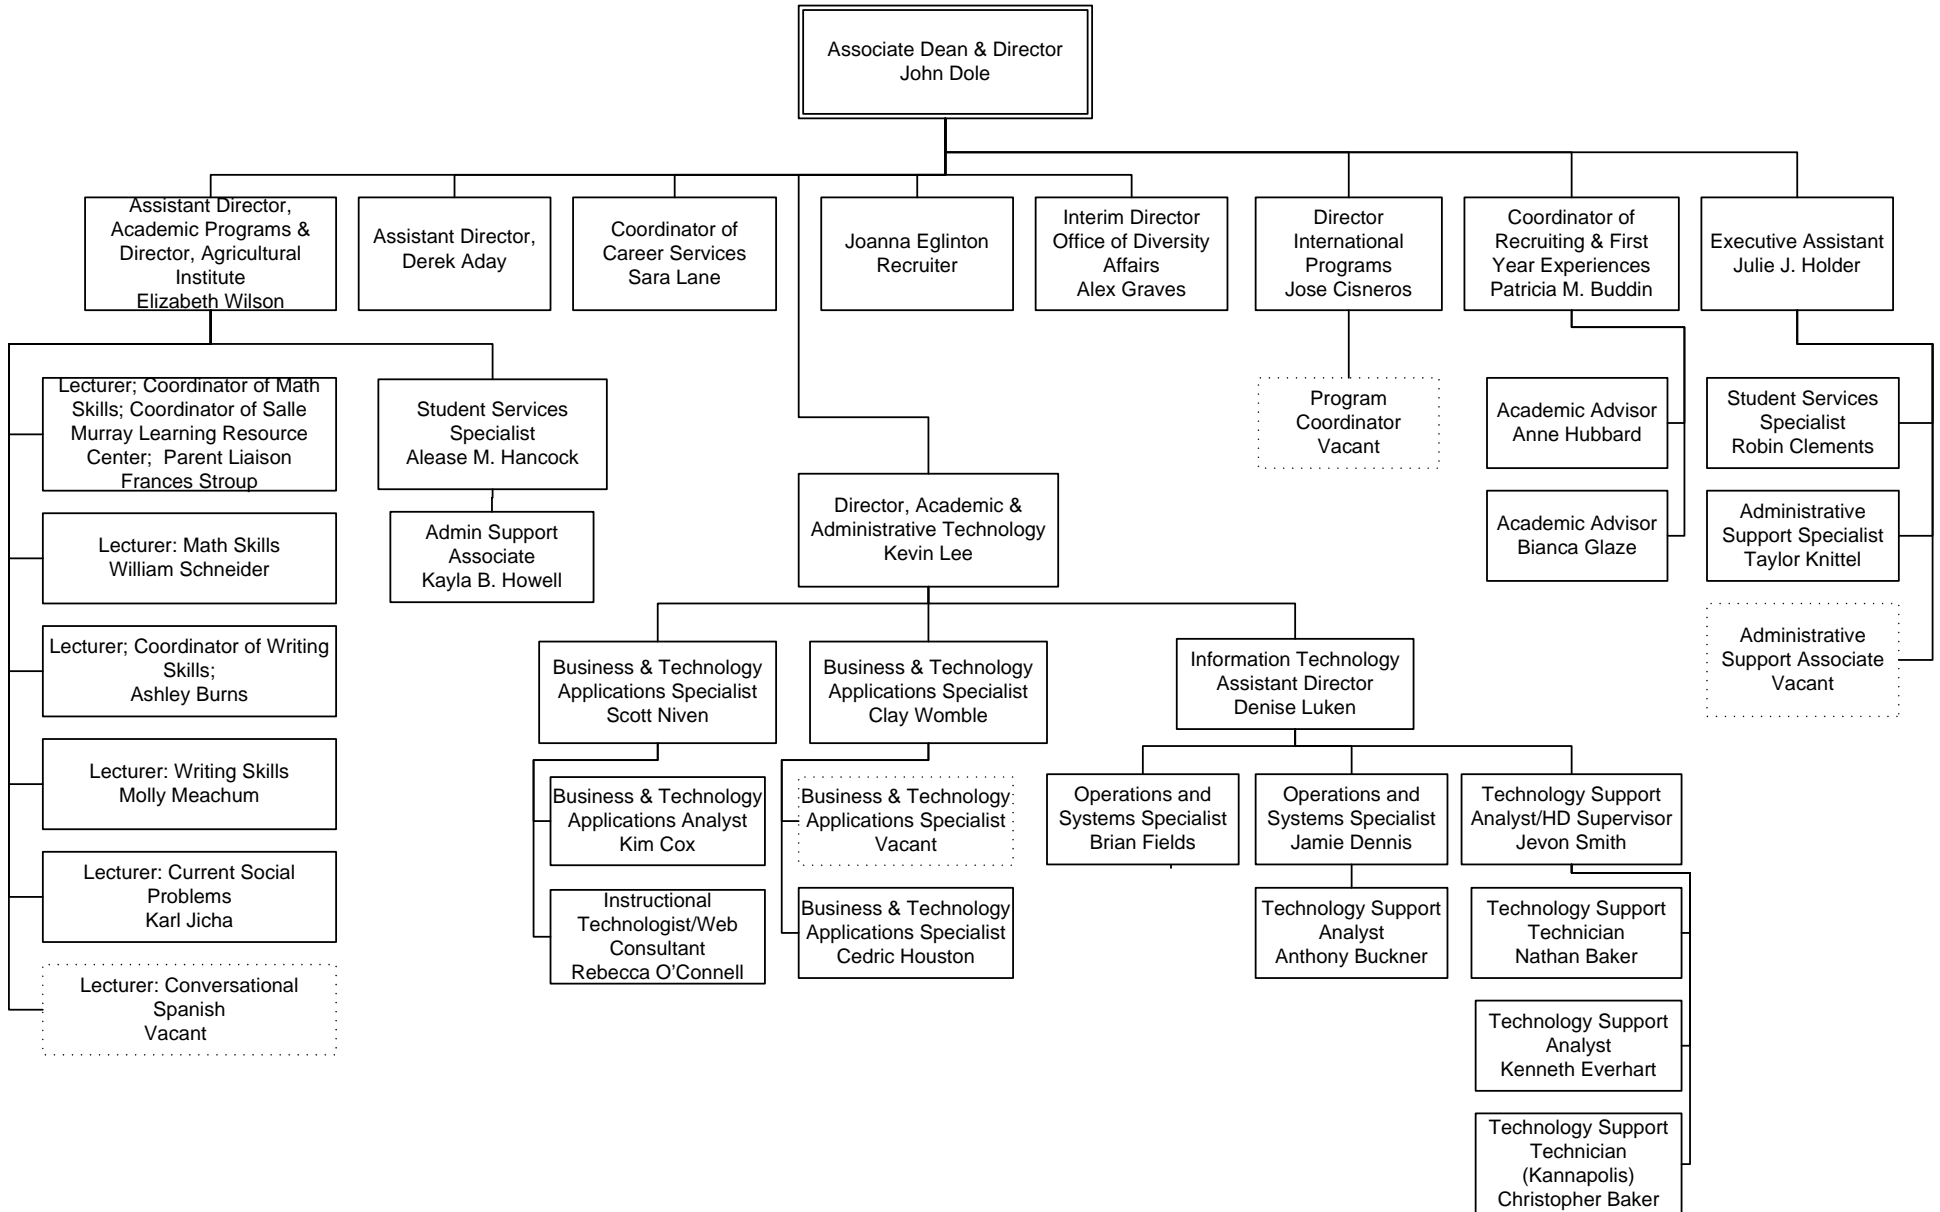 Associate Dean & Director
John Dole
Assistant Director,
Academic Programs &
Director, Agricultural
Institute
Elizabeth Wilson
Assistant Director,
Derek Aday
Coordinator of
Career Services
Sara Lane
Joanna Eglinton
Recruiter
Interim Director
Office of Diversity
Affairs
Alex Graves
Director
International
Programs
Jose Cisneros
Coordinator of
Recruiting & First
Year Experiences
Patricia M. Buddin
Executive Assistant
Julie J. Holder
Lecturer; Coordinator of Math
Skills; Coordinator of Salle
Murray Learning Resource
Center;  Parent Liaison
Frances Stroup
Lecturer: Math Skills
William Schneider
Lecturer; Coordinator of Writing
Skills;
Ashley Burns
Lecturer: Writing Skills
Molly Meachum
Lecturer: Current Social
Problems
Karl Jicha
Lecturer: Conversational
Spanish
Vacant
Student Services
Specialist
Alease M. Hancock
Admin Support
Associate
Kayla B. Howell
Director, Academic &
Administrative Technology
Kevin Lee
Business & Technology
Applications Specialist
Scott Niven
Business & Technology
Applications Analyst
Kim Cox
Instructional
Technologist/Web
Consultant
Rebecca O'Connell
Business & Technology
Applications Specialist
Clay Womble
Business & Technology
Applications Specialist
Vacant
Business & Technology
Applications Specialist
Cedric Houston
Information Technology
Assistant Director
Denise Luken
Operations and
Systems Specialist
Brian Fields
Operations and
Systems Specialist
Jamie Dennis
Technology Support
Analyst
Anthony Buckner
Technology Support
Analyst/HD Supervisor
Jevon Smith
Technology Support
Technician
Nathan Baker
Technology Support
Analyst
Kenneth Everhart
Technology Support
Technician
(Kannapolis)
Christopher Baker
Program
Coordinator
Vacant
Academic Advisor
Anne Hubbard
Academic Advisor
Bianca Glaze
Student Services
Specialist
Robin Clements
Administrative
Support Specialist
Taylor Knittel
Administrative
Support Associate
Vacant